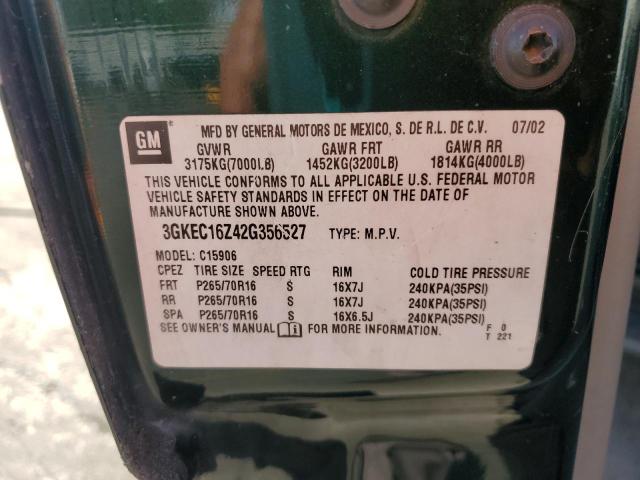 GM ® MFD BY GENERAL MOTORS DE MEXICO, S. DE R.L. DE C.V. 07/02
GVWR GAWR FRT GAWR RR
3175KG(7000LB) 1452KG(3200LB) 1814KG(4000LB)
THIS VEHICLE CONFORMS TO ALL APPLICABLE U.S. FEDERAL MOTOR
VEHICLE SAFETY STANDARDS IN EFFECT ON THE DATE OF
MANUFACTURE SHOWN ABOVE.
3GKEC16Z42G356527 TYPE: M.P.V.
MODEL: C15906
CPEZ TIRE SIZE SPEED RTG RIM COLD TIRE PRESSURE
FRT P265/70R16 S 16X7J 240KPA(35PSI)
RR P265/70R16 S 16X7J 240KPA(35PSI)
SPA P265/70R16 S 16X6.5J 240KPA(35PSI)
SEE OWNER'S MANUAL FOR MORE INFORMATION. F 0
T 221